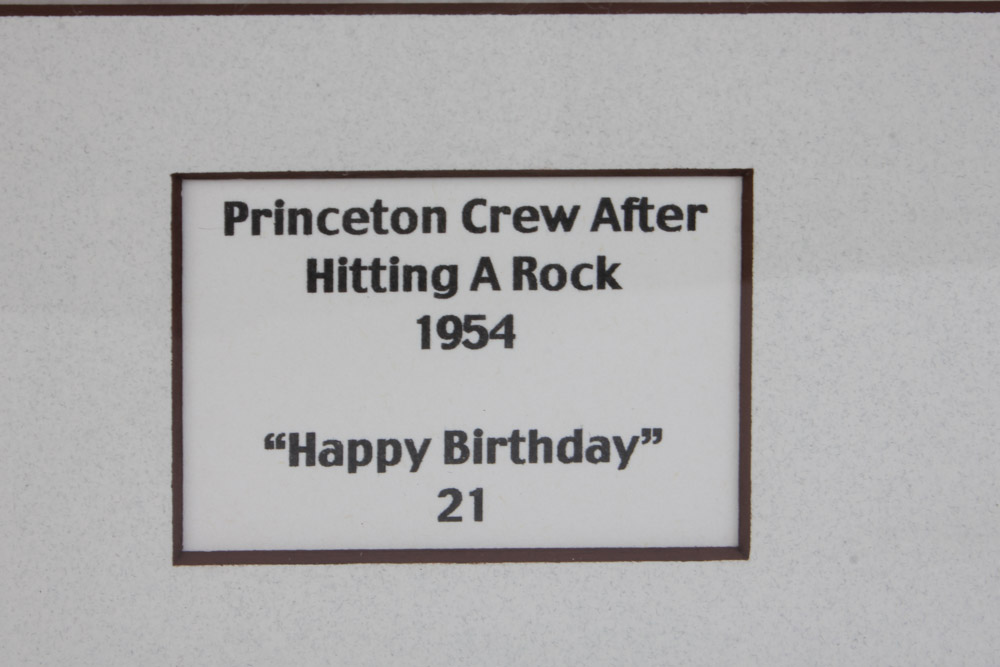 Princeton Crew After
Hitting A Rock
1954
“Happy Birthday”
21